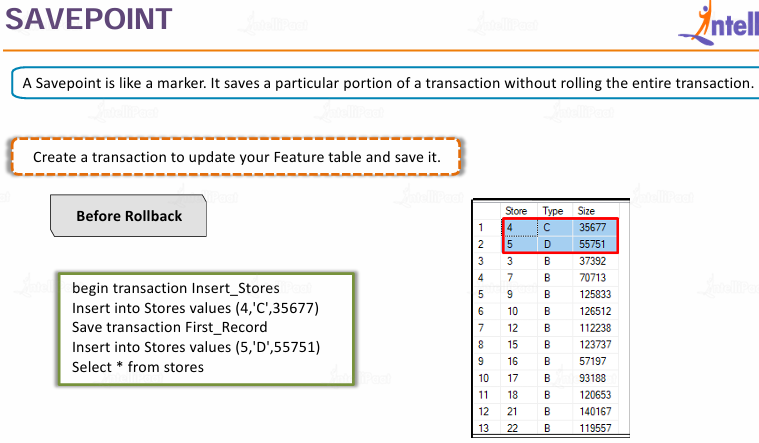 SAVEPOINT
ntell
A Savepoint is like a marker. It saves a particular portion of a transaction without rolling the entire transaction.
Create a transaction to update your Feature table and save it.
Before Rollback
begin transaction Insert_Stores
Insert into Stores values (4,'C',35677)
Save transaction First_Record
Insert into Stores values (5,'D',55751)
Select * from stores
Store Type Size
1 4 C 35677
2 5 D 55751
3 3 B 37392
4 7 B 70713
5 9 B 125833
6 10 B 126512
7 12 B 112238
8 15 B 123737
9 16 B 57197
10 17 B 93188
11 18 B 120653
12 21 B 140167
13 22 B 119557